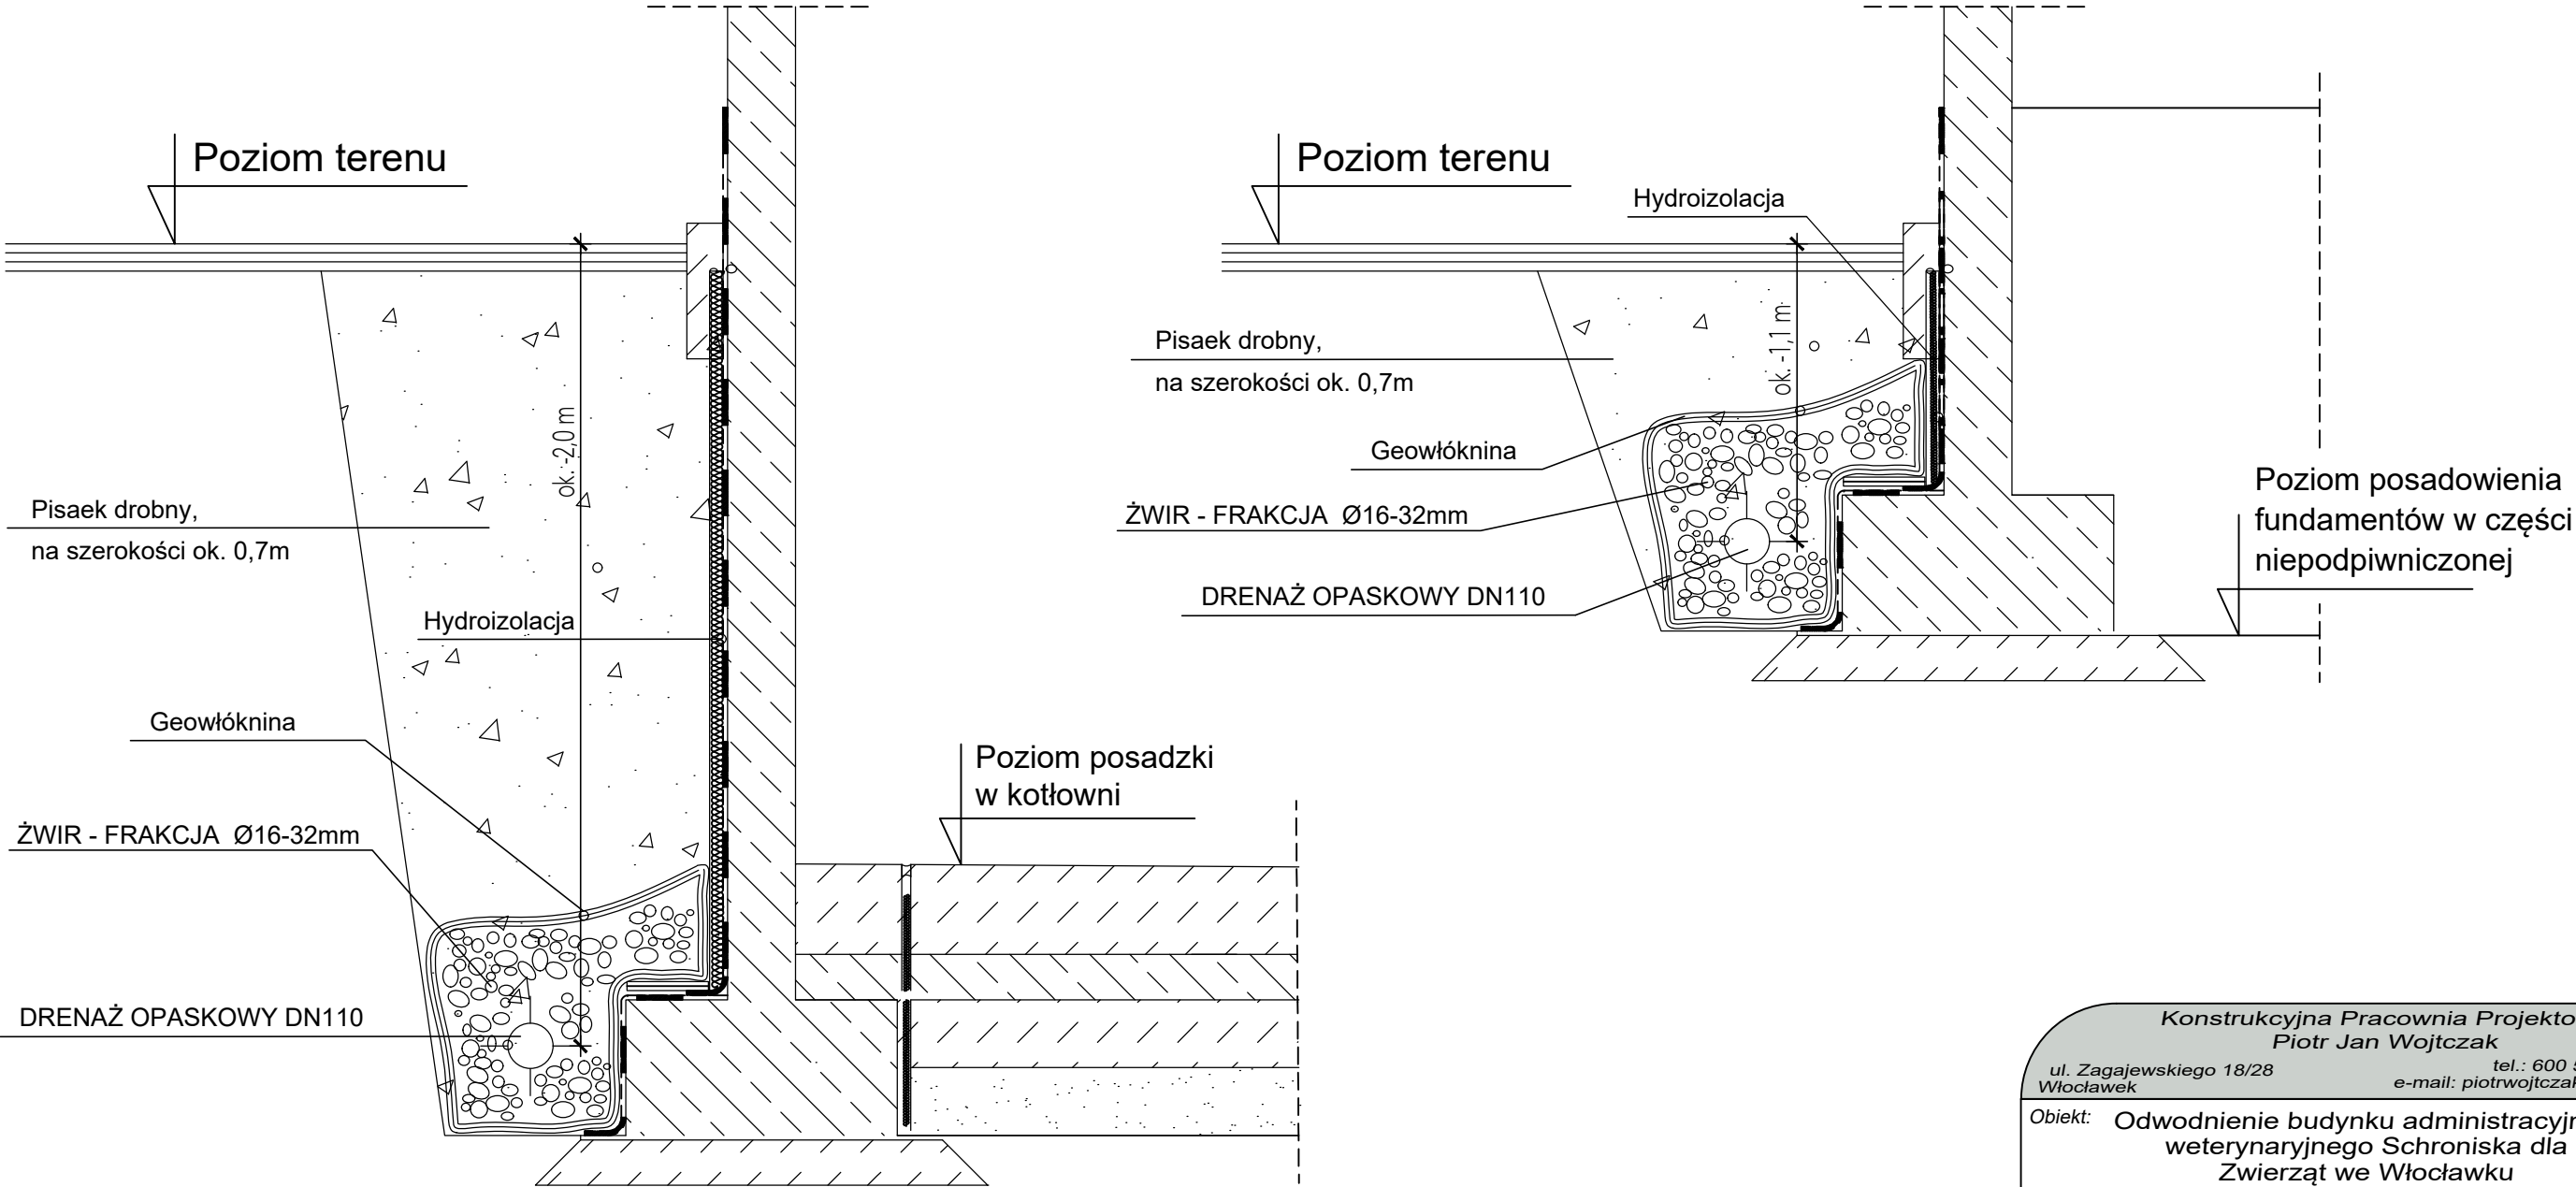 Poziom terenu
ok. -2,0 m
Pisaek drobny,
na szerokości ok. 0,7m
Hydroizolacja
Geowłóknina
ŻWIR - FRAKCJA Ø16-32mm
DRENAŻ OPASKOWY DN110
Poziom posadzki
w kotłowni
Poziom terenu
Hydroizolacja
ok. -1,1 m
Pisaek drobny,
na szerokości ok. 0,7m
Geowłóknina
ŻWIR - FRAKCJA Ø16-32mm
DRENAŻ OPASKOWY DN110
Poziom posadowienia
fundamentów w części
niepodpiwniczonej
Konstrukcyjna Pracownia Projekto
Piotr Jan Wojtczak
ul. Zagajewskiego 18/28
Włocławek
tel.: 600
e-mail: piotrwojtczak
Obiekt: Odwodnienie budynku administracyj
weterynaryjnego Schroniska dla
Zwierząt we Włocławku